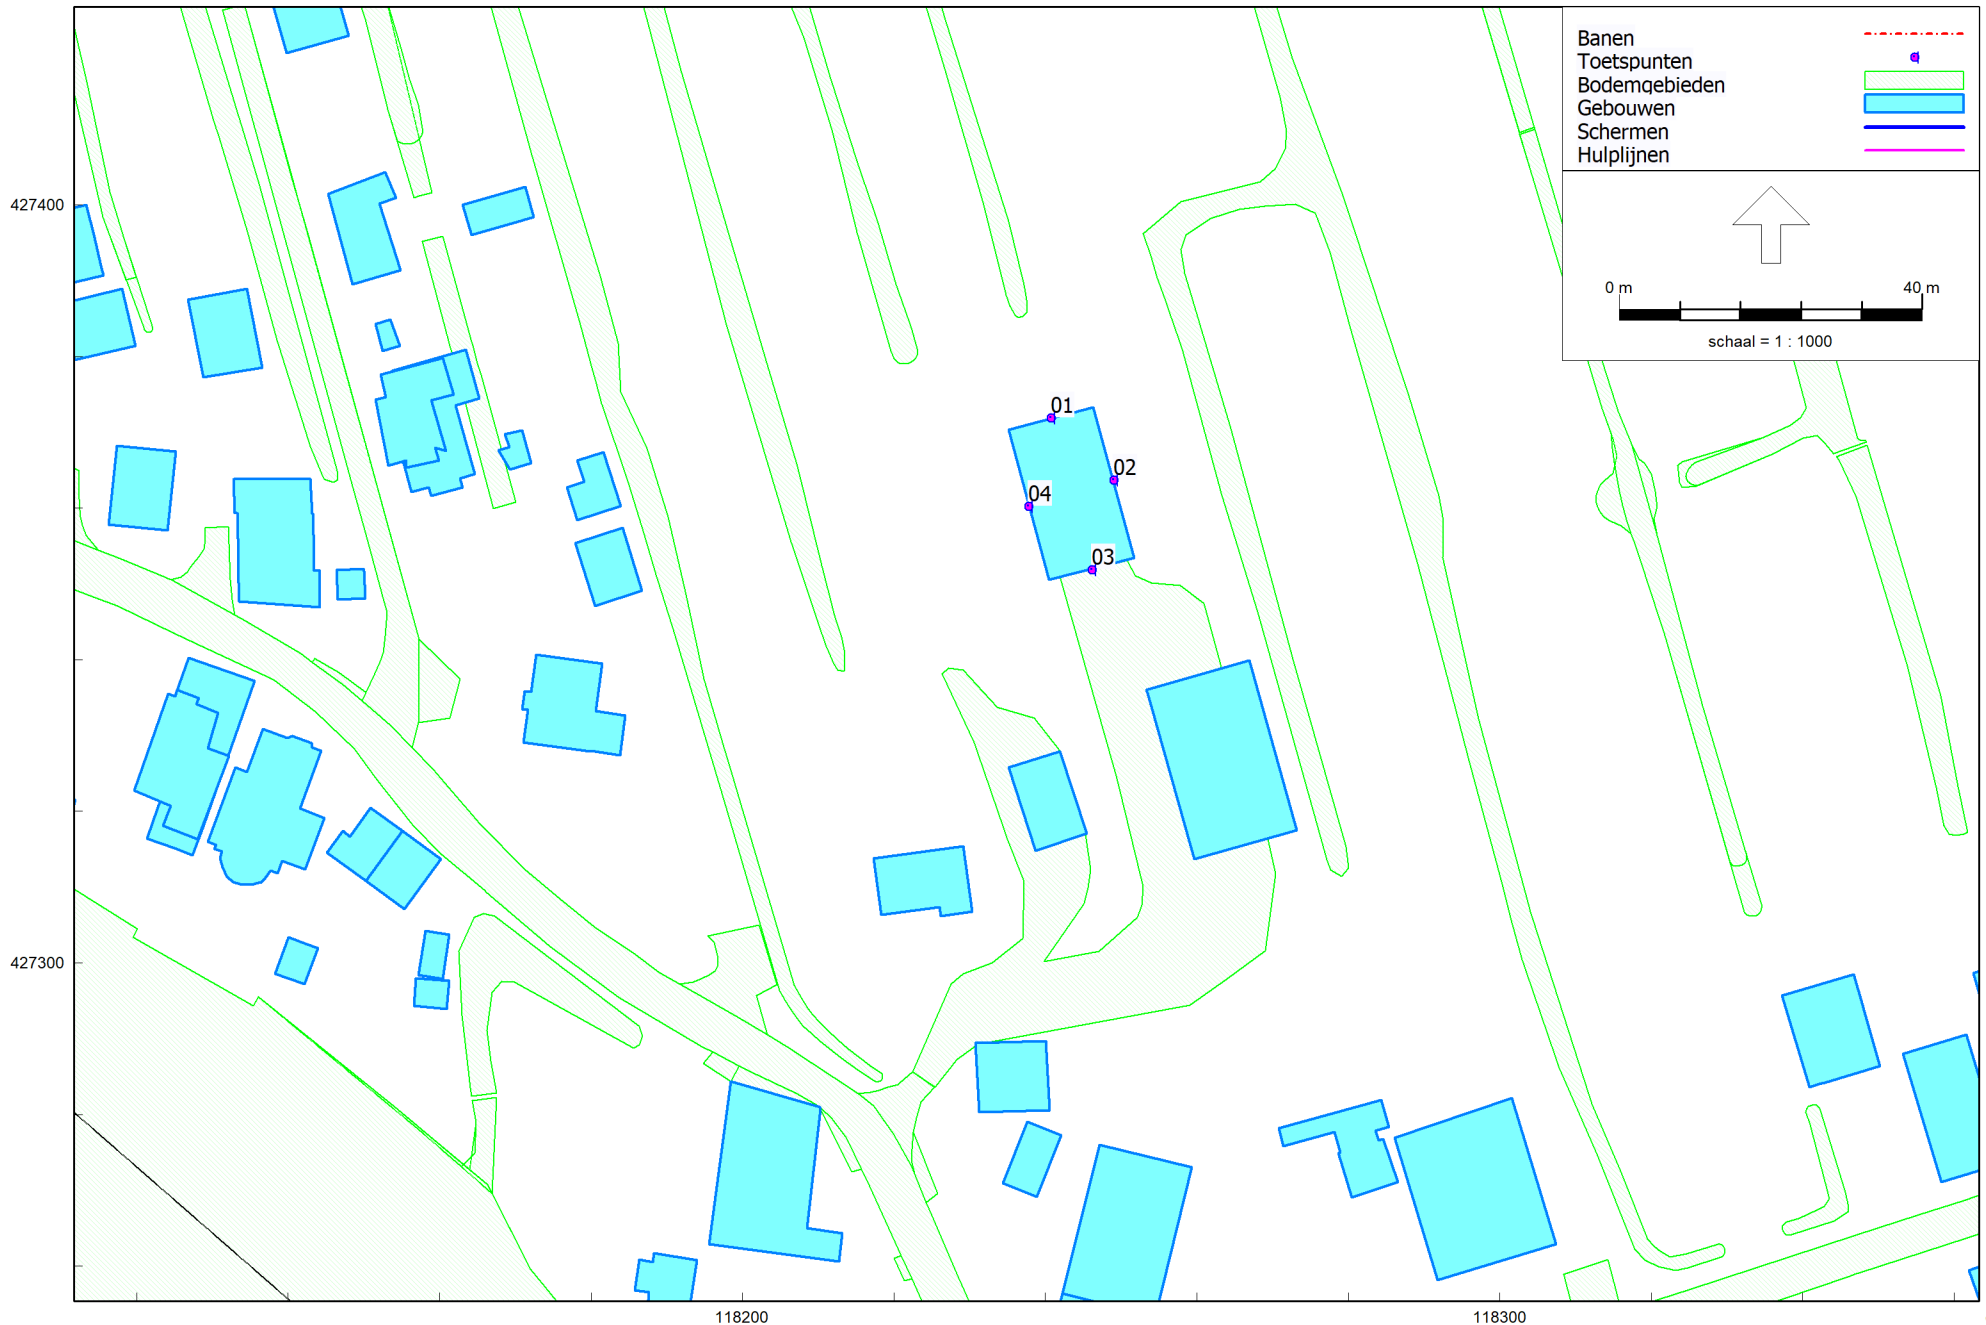 Banen
Toetspunten
Bodemgebieden
Gebouwen
Schermen
Hulplijnen
0 m 40 m
schaal = 1 : 1000
427400
01
02
04
03
427300
118200 118300